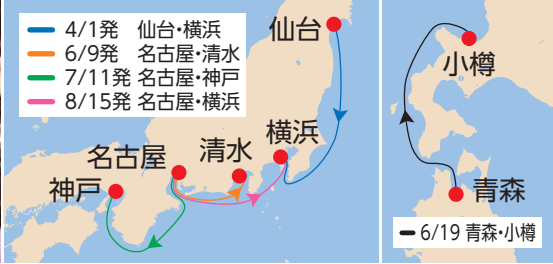 4/1発 仙台・横浜
6/9発 名古屋・清水
7/11発 名古屋・神戸
8/15発 名古屋・横浜
仙台
横浜
清水
名古屋
神戸
小樽
青森
6/19 青森・小樽